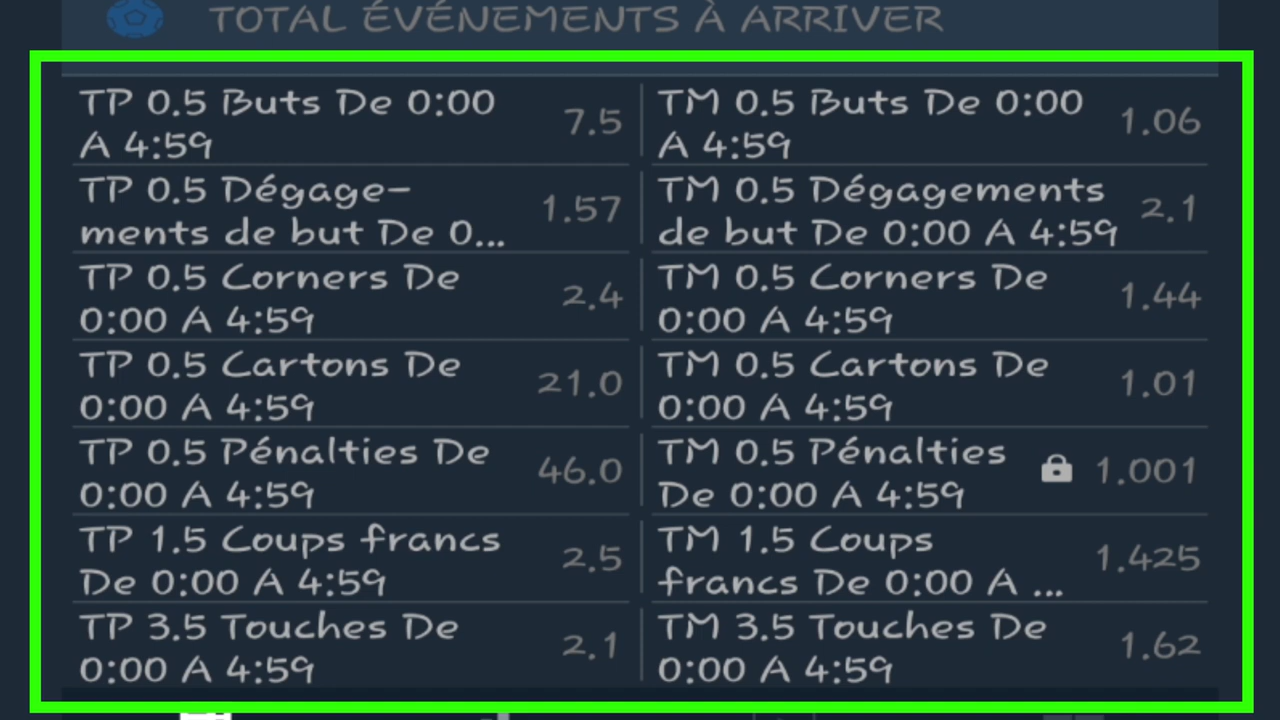 TOTAL ÉVÉNEMENTS À ARRIVER
TP 0.5 Buts De 0:00
A 4:59
7.5
TM 0.5 Buts De 0:00
A 4:59
1.06
TP 0.5 Dégage-
ments de but De 0...
1.57
TM 0.5 Dégagements
de but De 0:00 A 4:59
2.1
TP 0.5 Corners De
0:00 A 4:59
2.4
TM 0.5 Corners De
0:00 A 4:59
1.44
TP 0.5 Cartons De
0:00 A 4:59
21.0
TM 0.5 Cartons De
0:00 A 4:59
1.01
TP 0.5 Pénalties De
0:00 A 4:59
46.0
TM 0.5 Pénalties
De 0:00 A 4:59
1.001
TP 1.5 Coups francs
De 0:00 A 4:59
2.5
TM 1.5 Coups
francs De 0:00 A ...
1.425
TP 3.5 Touches De
0:00 A 4:59
2.1
TM 3.5 Touches De
0:00 A 4:59
1.62